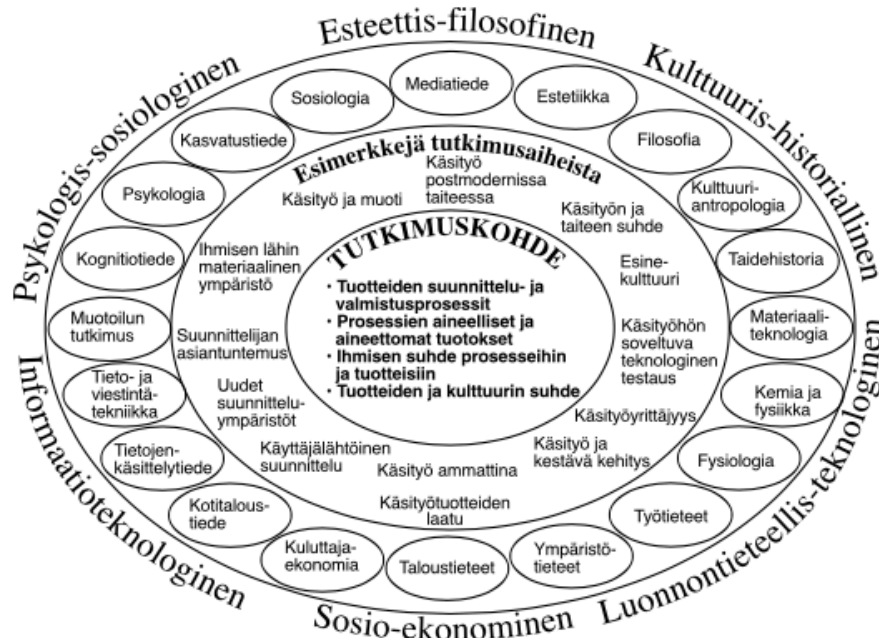 Esteettis-filosofinen
Kulttuuris-historiallinen
Luonnontieteellis-teknologinen
Sosio-ekonominen
Informaatioteknologinen
Psykologis-sosiologinen
Mediatiede
Estetiikka
Filosofia
Kulttuuri-
antropologia
Taidehistoria
Materiaali-
teknologia
Kemia ja
fysiikka
Fysiologia
Työtieteet
Ympäristö-
tieteet
Taloustieteet
Kuluttaja-
ekonomia
Kotitalous-
tiede
Tietojen-
käsittelytiede
Tieto- ja
viestintä-
tekniikka
Muotoilun
tutkimus
Kognitiotiede
Psykologia
Kasvatustiede
Sosiologia
Esimerkkejä tutkimusaiheista
Käsityö ja muoti
Käsityö
postmodernissa
taiteessa
Käsityön ja
taiteen suhde
Esine-
kulttuuri
Käsityöhön
soveltuva
teknologinen
testaus
Käsityöyrittäjyys
Käsityö ja
kestävä kehitys
Käsityö ammattina
Käsityötuotteiden
laatu
Käyttäjälähtöinen
suunnittelu
Uudet
suunnittelu-
ympäristöt
Suunnittelijan
asiantuntemus
Ihmisen lähin
materiaalinen
ympäristö
TUTKIMUSKOHDE
· Tuotteiden suunnittelu- ja
valmistusprosessit
· Prosessien aineelliset ja
aineettomat tuotokset
· Ihmisen suhde prosesseihin
ja tuotteisiin
· Tuotteiden ja kulttuurin suhde